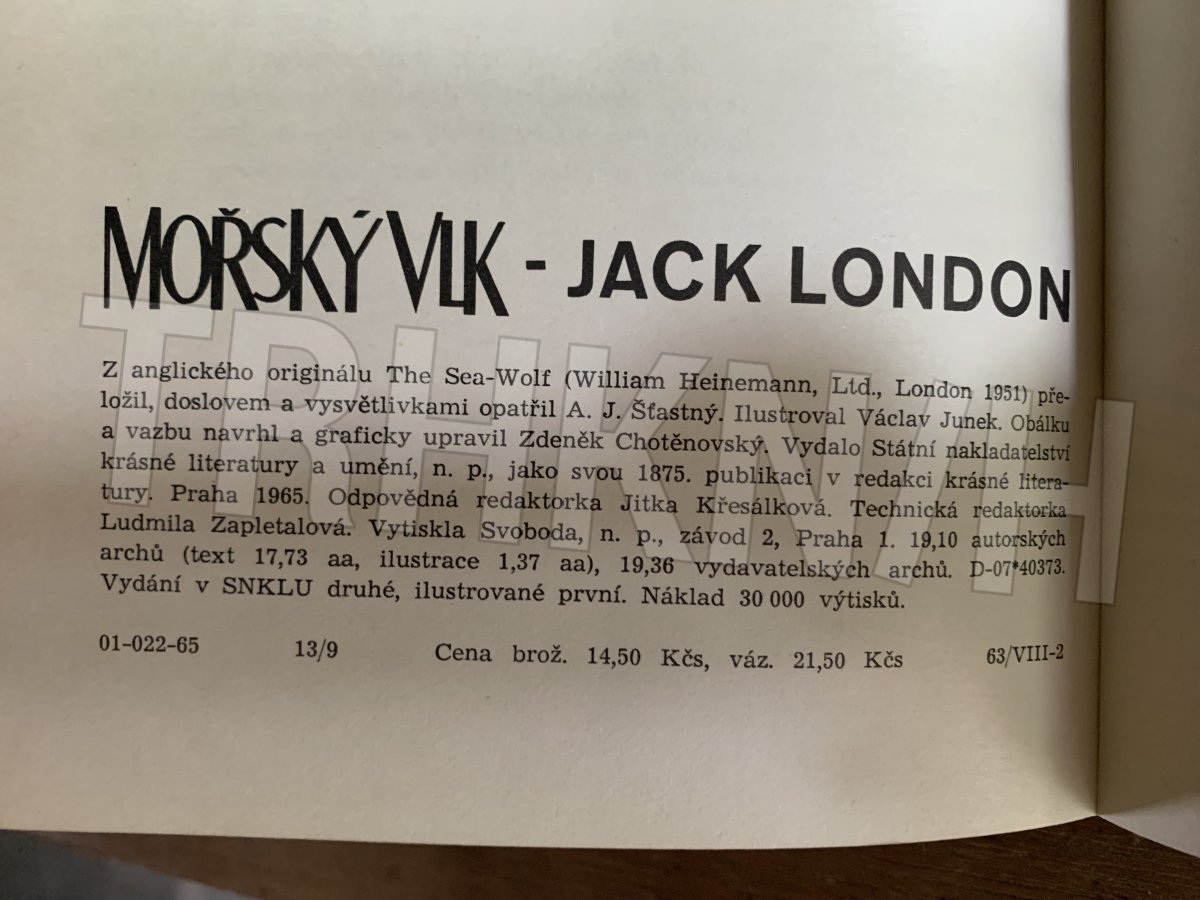 MOŘSKÝ VLK - JACK LONDON
Z anglického originálu The Sea-Wolf (William Heinemann, Ltd., London 1951) pře-
ložil, doslovem a vysvětlivkami opatřil A. J. Šťastný. Ilustroval Václav Junek. Obálku
a vazbu navrhl a graficky upravil Zdeněk Chotěnovský. Vydalo Státní nakladatelství
krásné literatury a umění, n. p., jako svou 1875. publikaci v redakci krásné litera-
tury. Praha 1965. Odpovědná redaktorka Jitka Křesálková. Technická redaktorka
Ludmila Zapletalová. Vytiskla Svoboda, n. p., závod 2, Praha 1. 19,10 autorských
archů (text 17,73 aa, ilustrace 1,37 aa), 19,36 vydavatelských archů. D-07*40373.
Vydání v SNKLU druhé, ilustrované první. Náklad 30 000 výtisků.
01-022-65 13/9 Cena brož. 14,50 Kčs, váz. 21,50 Kčs 63/VIII-2
TRHKNIH